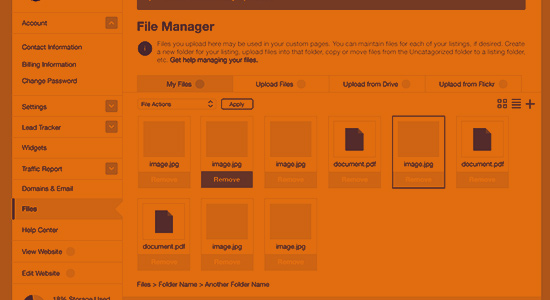 Account
Contact Information
Billing Information
Change Password
Settings
Lead Tracker
Widgets
Traffic Report
Domains & Email
Files
Help Center
View Website
Edit Website
18% Storage Used
File Manager
Files you upload here may be used in your custom pages. You can maintain files for each of your listings, if desired. Create
a new folder for your listing, upload files into that folder, copy or move files from the Uncatagorized folder to a listing folder,
etc. Get help managing your files.
My Files
Upload Files
Upload from Drive
Uplaod from Flickr
File Actions
Apply
image.jpg image.jpg image.jpg document.pdf image.jpg document.pdf
Remove Remove Remove Remove Remove Remove
document.pdf image.jpg image.jpg
Remove Remove Remove
Files > Folder Name > Another Folder Name